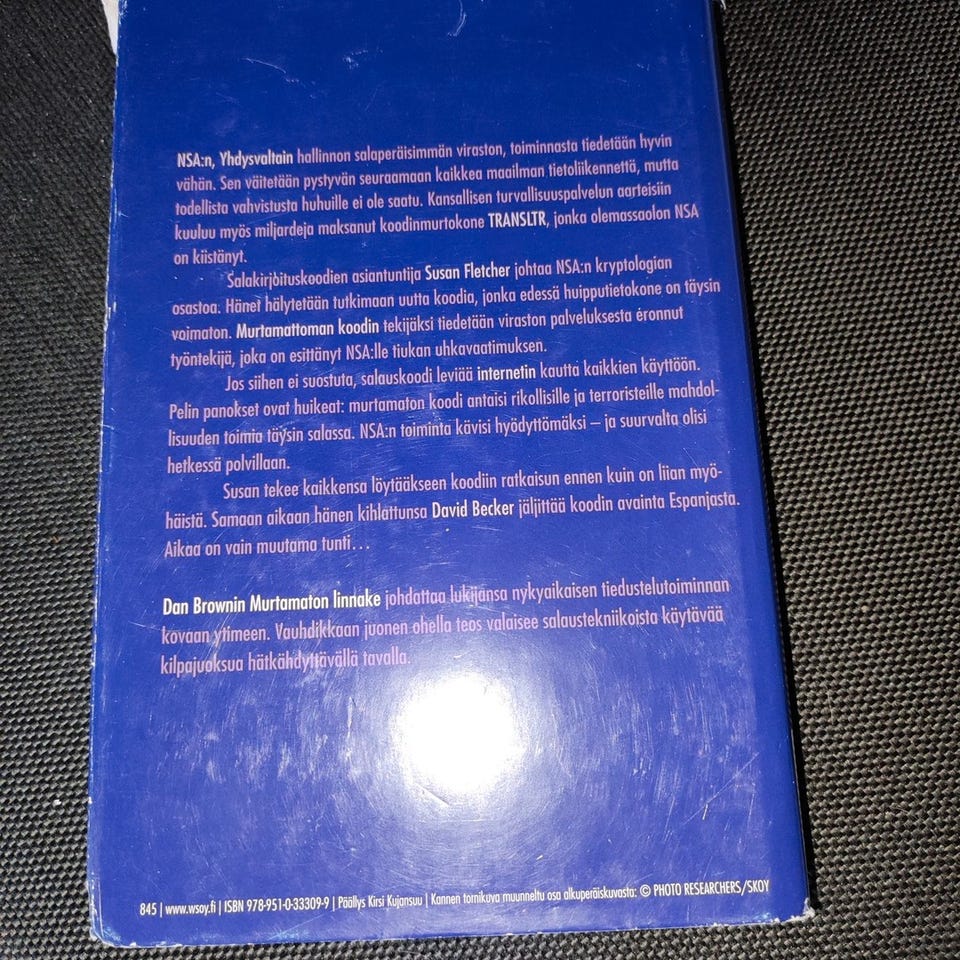 NSA:n, Yhdysvaltain hallinnon salaperäisimmän viraston, toiminnasta tiedetään hyvin
vähän. Sen väitetään pystyvän seuraamaan kaikkea maailman tietoliikennettä, mutta
todellista vahvistusta huhuille ei ole saatu. Kansallisen turvallisuuspalvelun aarteisiin
kuuluu myös miljardeja maksanut koodinmurtokone TRANSLTR, jonka olemassaolon NSA
on kiistänyt.
Salakirjoituskoodien asiantuntija Susan Fletcher johtaa NSA:n kryptologian
osastoa. Hänet hälytetään tutkimaan uutta koodia, jonka edessä huipputietokone on täysin
voimaton. Murtamattoman koodin tekijäksi tiedetään viraston palveluksesta eronnut
työntekijä, joka on esittänyt NSA:lle tiukan uhkavaatimuksen.
Jos siihen ei suostuta, salauskoodi leviää internetin kautta kaikkien käyttöön.
Pelin panokset ovat huikeat: murtamaton koodi antaisi rikollisille ja terroristeille mahdol-
lisuuden toimia täysin salassa. NSA:n toiminta kävisi hyödyttömäksi – ja suurvalta olisi
hetkessä polvillaan.
Susan tekee kaikkensa löytääkseen koodiin ratkaisun ennen kuin on liian myö-
häistä. Samaan aikaan hänen kihlattunsa David Becker jäljittää koodin avainta Espanjasta.
Aikaa on vain muutama tunti...
Dan Brownin Murtamaton linnake johdattaa lukijansa nykyaikaisen tiedustelutoiminnan
kovaan ytimeen. Vauhdikkaan juonen ohella teos valaisee salaustekniikoista käytävää
kilpajuoksua hätkähdyttävällä tavalla.
845 | www.wsoy.fi | ISBN 978-951-0-33309-9 | Päällys Kirsi Kujansuu | Kannen tornikuva muunneltu osa alkuperäiskuvasta: © PHOTO RESEARCHERS/SKOY